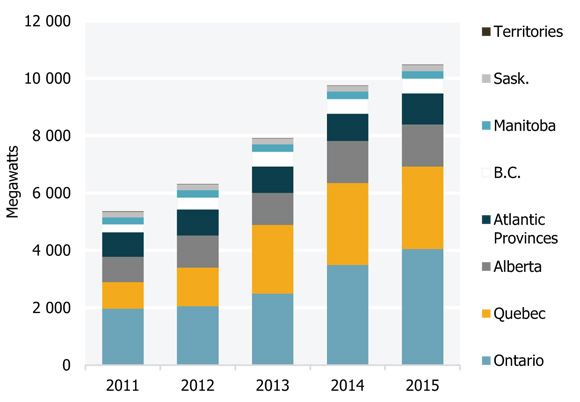 12 000
10 000
8 000
6 000
4 000
2 000
0
Megawatts
2011 2012 2013 2014 2015
Territories
Sask.
Manitoba
B.C.
Atlantic
Provinces
Alberta
Quebec
Ontario